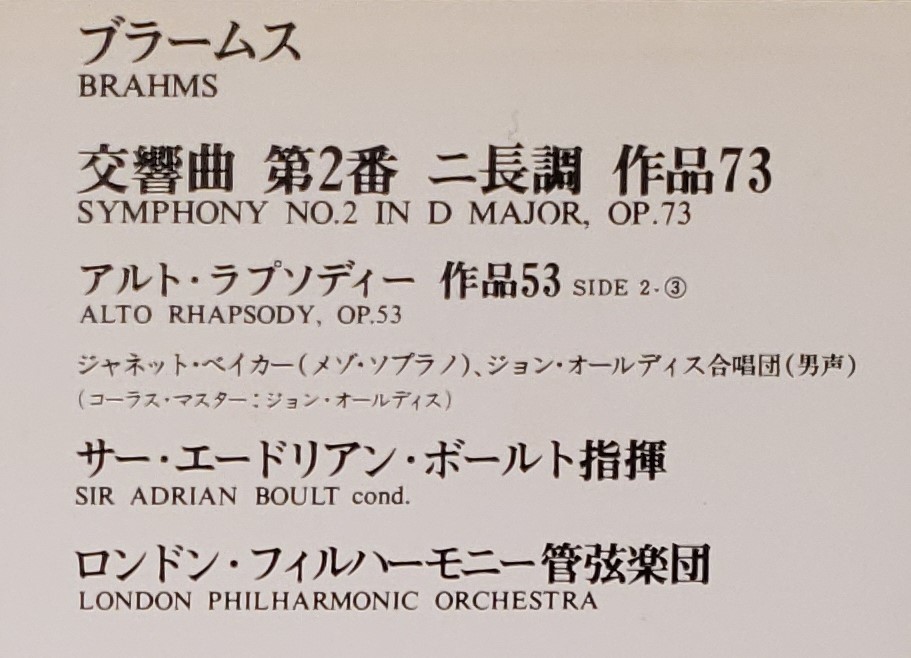 ブラームス
BRAHMS
交響曲 第2番 ニ長調 作品73
SYMPHONY NO.2 IN D MAJOR, OP.73
アルト・ラプソディー 作品53 SIDE 2-③
ALTO RHAPSODY, OP.53
ジャネット・ベイカー(メゾ・ソプラノ)、ジョン・オールディス合唱団(男声)
(コーラス・マスター:ジョン・オールディス)
サー・エードリアン・ボールト指揮
SIR ADRIAN BOULT cond.
ロンドン・フィルハーモニー管弦楽団
LONDON PHILHARMONIC ORCHESTRA